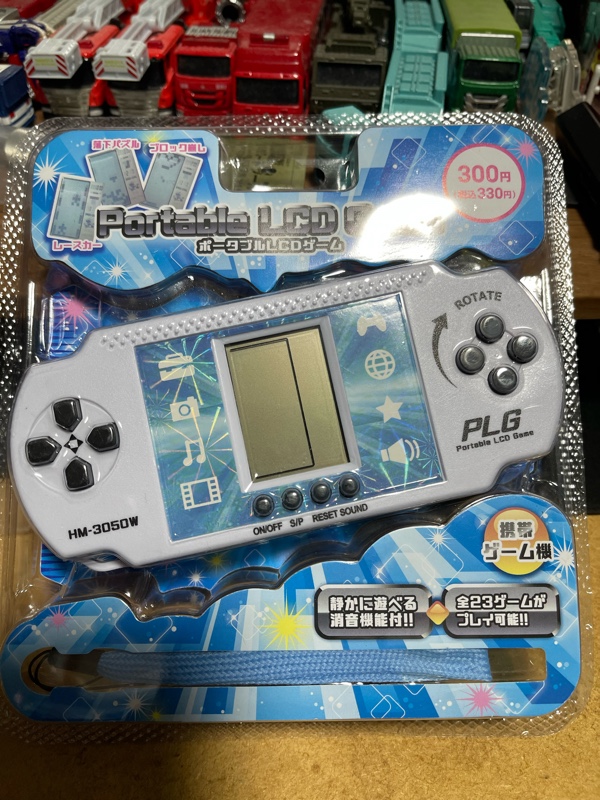 落下パズル
ブロック崩し
レースカー
300円
(税込330円)
Portable LCD G
ポータブルLCDゲーム
ROTATE
PLG
Portable LCD Game
HM-3050W
ON/OFF S/P RESET SOUND
携帯
ゲーム機
静かに遊べる
消音機能付!!
全23ゲームが
プレイ可能!!